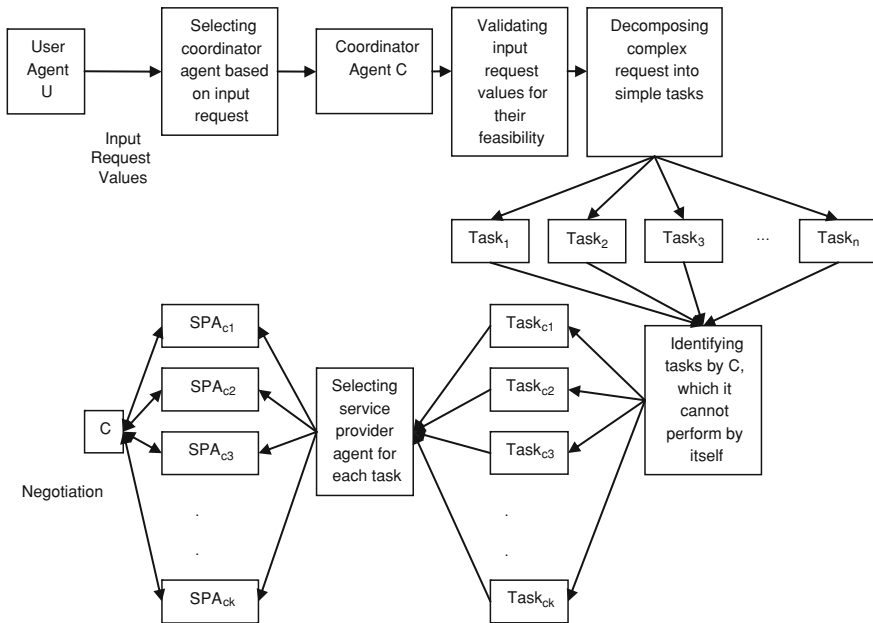 User
Agent
U
Selecting
coordinator
agent based
on input
request
Coordinator
Agent C
Validating
input
request
values for
their
feasibility
Decomposing
complex
request into
simple tasks
Input
Request
Values
Task1
Task2
Task3
...
Taskn
SPAc1
SPAc2
SPAc3
.
.
SPAck
C
Negotiation
Selecting
service
provider
agent for
each task
Taskc1
Taskc2
Taskc3
. .
. .
Taskck
Identifying
tasks by C,
which it
cannot
perform by
itself